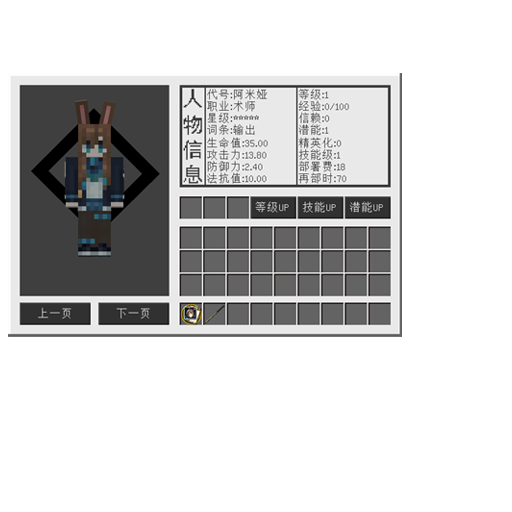 人物信息
代号:阿米娅
职业:术师
星级:*****
词条:输出
生命值:35.00
攻击力:13.80
防御力:2.40
法抗值:10.00
等级:1
经验:0/100
信赖:0
潜能:1
精英化:0
技能级:1
部署费:18
再部时:70
等级UP
技能UP
潜能UP
上一页
下一页